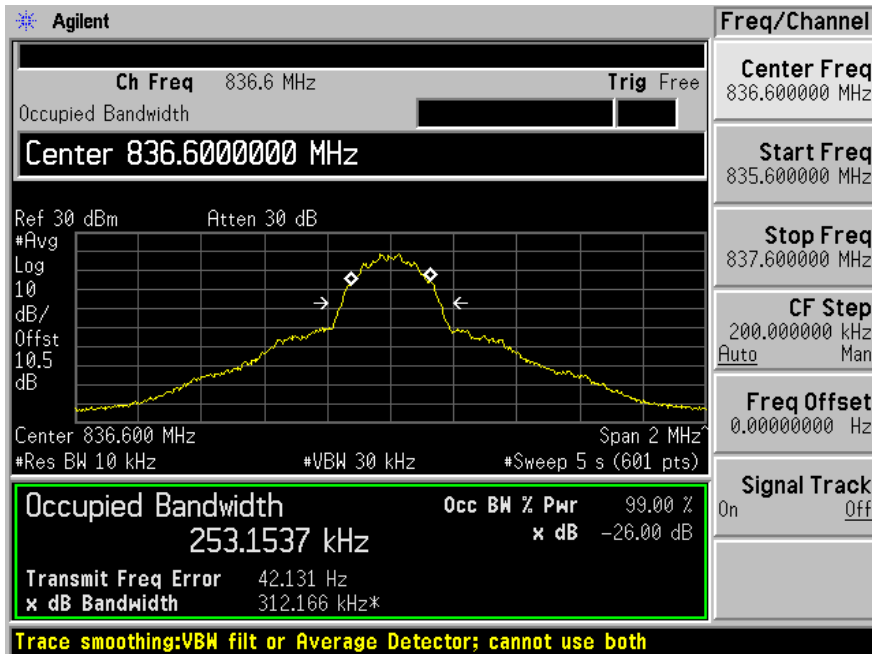 Agilent
Freq/Channel
Ch Freq 836.6 MHz Trig Free
Occupied Bandwidth
Center 836.6000000 MHz
Ref 30 dBm Atten 30 dB
#Avg
Log
10
dB/
Offst
10.5
dB
Center 836.600 MHz Span 2 MHz^
#Res BW 10 kHz #VBW 30 kHz #Sweep 5 s (601 pts)
Occupied Bandwidth
253.1537 kHz
Occ BW % Pwr 99.00 %
x dB -26.00 dB
Transmit Freq Error 42.131 Hz
x dB Bandwidth 312.166 kHz*
Trace smoothing:VBW filt or Average Detector; cannot use both
Center Freq
836.600000 MHz
Start Freq
835.600000 MHz
Stop Freq
837.600000 MHz
CF Step
200.000000 kHz
Auto Man
Freq Offset
0.00000000 Hz
Signal Track
On Off